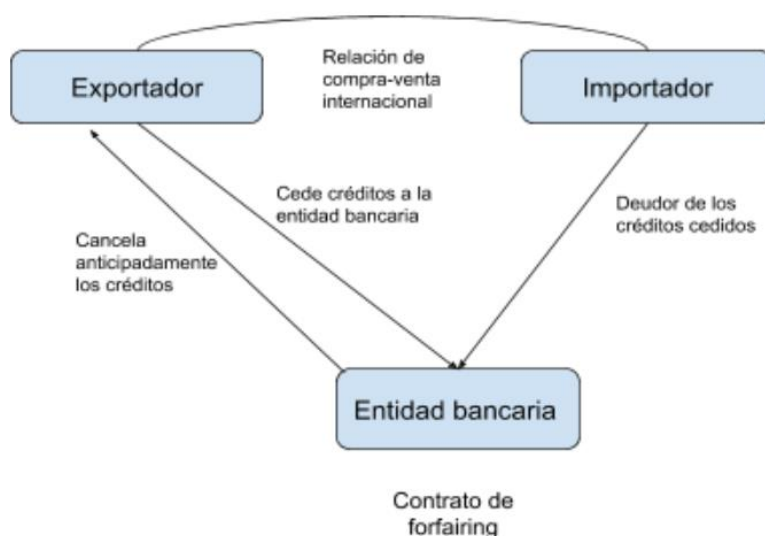 Exportador
Relación de
compra-venta
internacional
Importador
Cede créditos a la
entidad bancaria
Deudor de los
créditos cedidos
Cancela
anticipadamente
los créditos
Entidad bancaria
Contrato de
forfairing